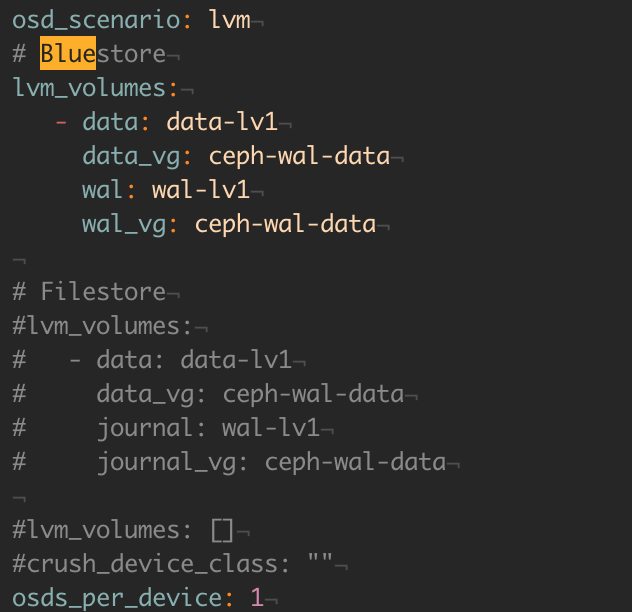 osd_scenario: lvm¬
# Bluestore¬
lvm_volumes:¬
   - data: data-lv1¬
     data_vg: ceph-wal-data¬
     wal: wal-lv1¬
     wal_vg: ceph-wal-data¬
¬
# Filestore¬
#lvm_volumes:¬
#   - data: data-lv1¬
#     data_vg: ceph-wal-data¬
#     journal: wal-lv1¬
#     journal_vg: ceph-wal-data¬
¬
#lvm_volumes: []¬
#crush_device_class: ""¬
osds_per_device: 1¬